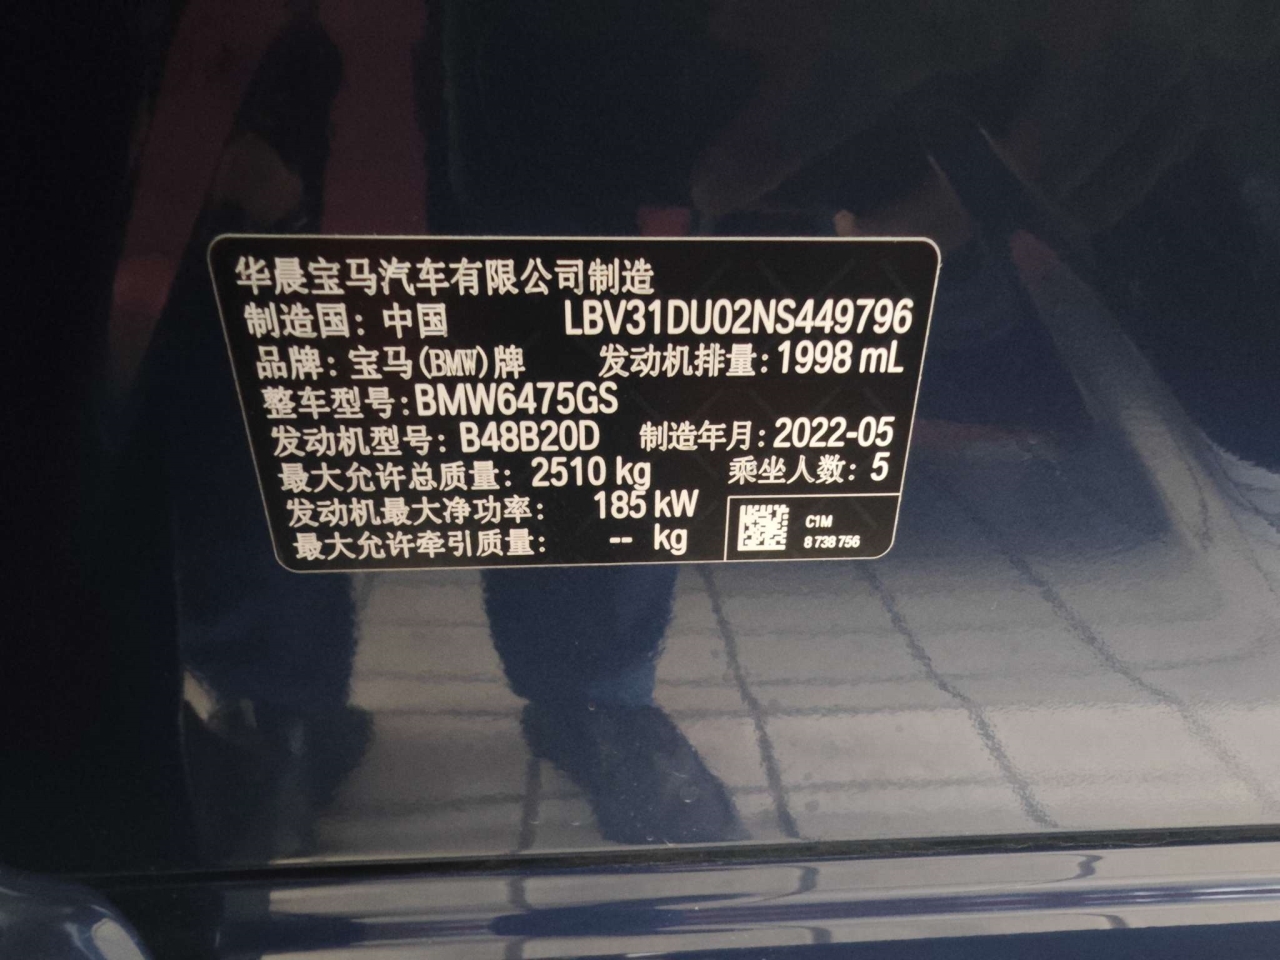 华晨宝马汽车有限公司制造
制造国：中国 LBV31DU02NS449796
品牌：宝马(BMW)牌 发动机排量：1998 mL
整车型号：BMW6475GS
发动机型号：B48B20D 制造年月：2022-05
最大允许总质量：2510 kg 乘坐人数：5
发动机最大净功率： 185 kW
最大允许牵引质量： -- kg
C1M
8 738 756